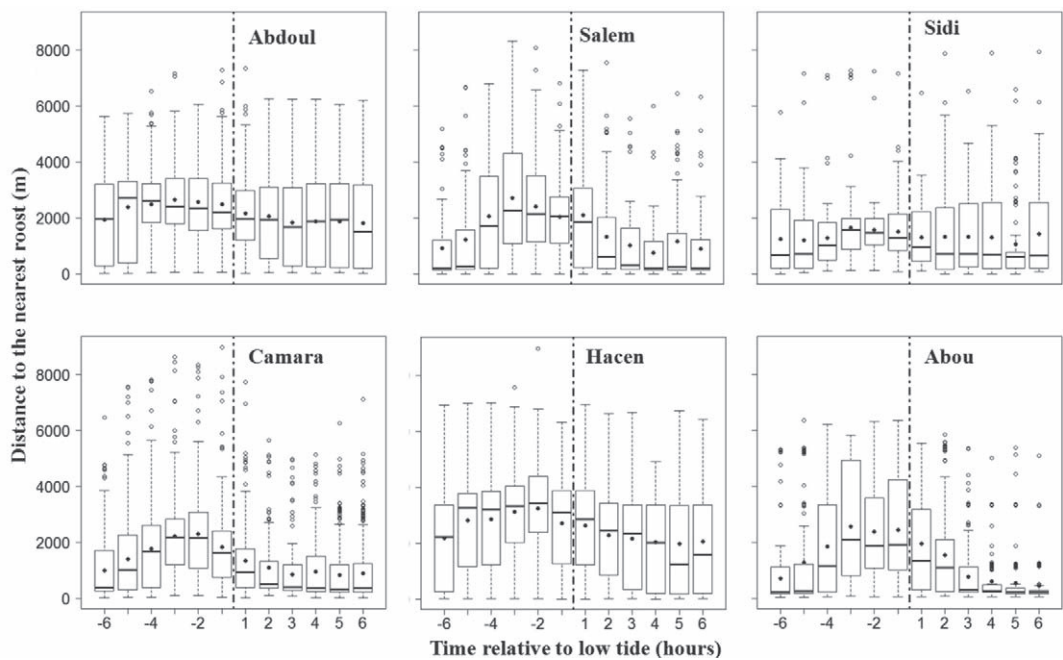 Abdoul
Salem
Sidi
8000
6000
4000
2000
0
Camara
Hacen
Abou
8000
6000
4000
2000
0
Distance to the nearest roost (m)
-6 -4 -2 1 2 3 4 5 6
-6 -4 -2 1 2 3 4 5 6
-6 -4 -2 1 2 3 4 5 6
Time relative to low tide (hours)